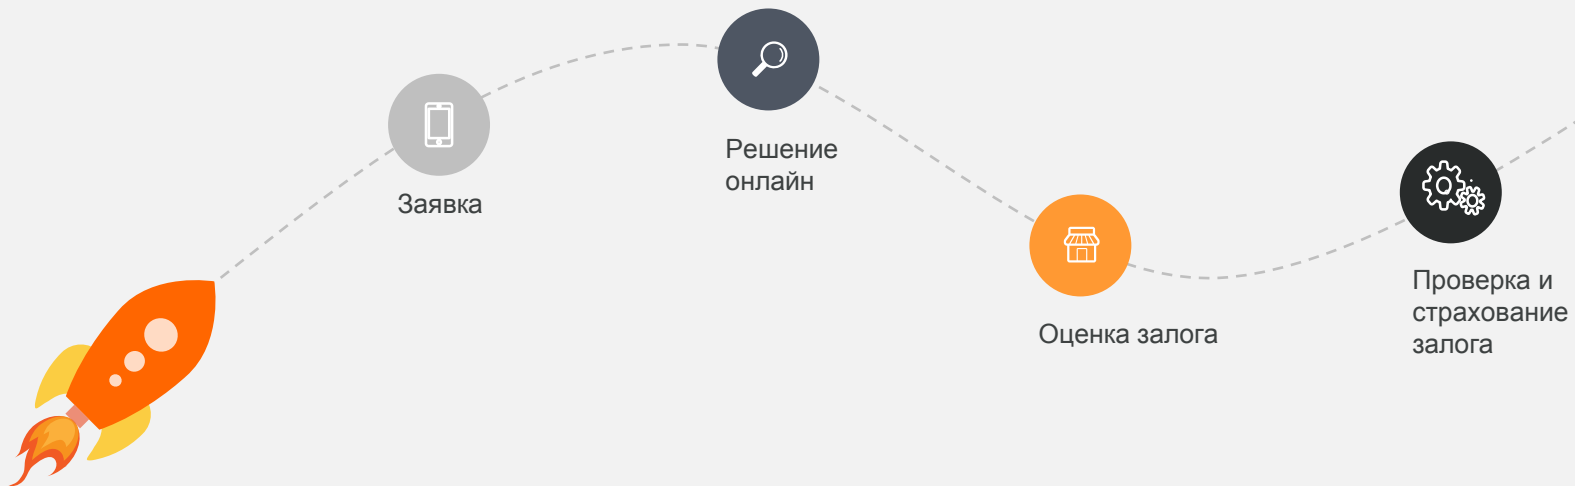 Заявка
Решение
онлайн
Оценка залога
Проверка и
страхование
залога